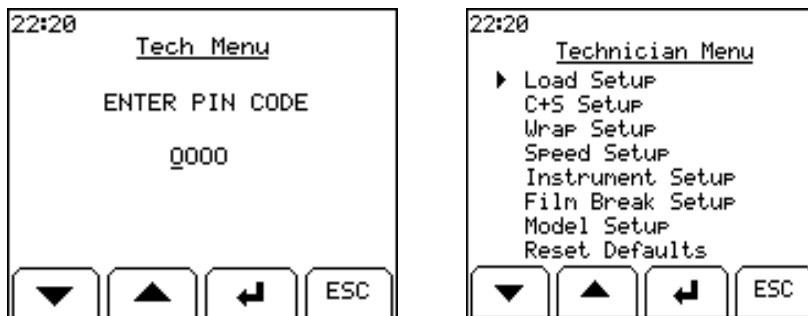 22:20
Tech Menu
ENTER PIN CODE
0000
ESC
22:20
Technician Menu
Load Setup
C+S Setup
Wrap Setup
Speed Setup
Instrument Setup
Film Break Setup
Model Setup
Reset Defaults
ESC